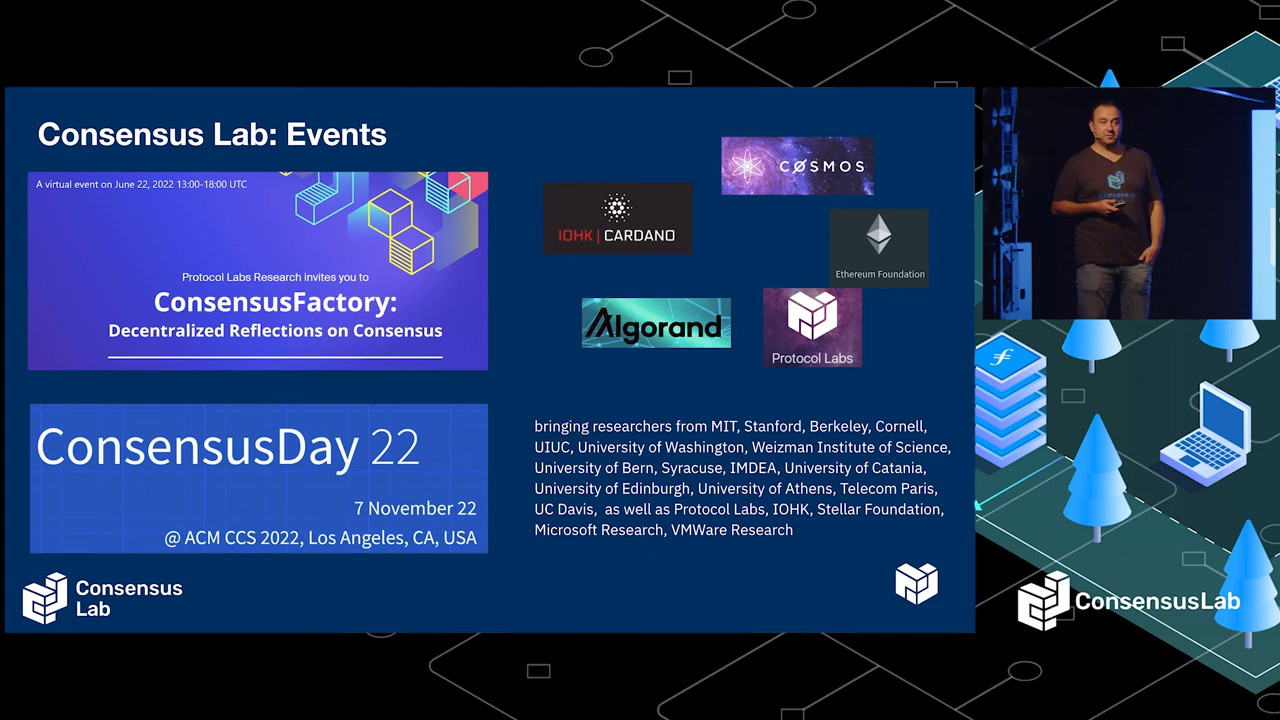 Consensus Lab: Events
A virtual event on June 22, 2022 13:00-18:00 UTC
Protocol Labs Research invites you to
ConsensusFactory:
Decentralized Reflections on Consensus
ConsensusDay 22
7 November 22
@ ACM CCS 2022, Los Angeles, CA, USA
COSMOS
IOHK | CARDANO
Ethereum Foundation
Algorand
Protocol Labs
bringing researchers from MIT, Stanford, Berkeley, Cornell,
UIUC, University of Washington, Weizman Institute of Science,
University of Bern, Syracuse, IMDEA, University of Catania,
University of Edinburgh, University of Athens, Telecom Paris,
UC Davis, as well as Protocol Labs, IOHK, Stellar Foundation,
Microsoft Research, VMWare Research
Consensus
Lab
ConsensusLab